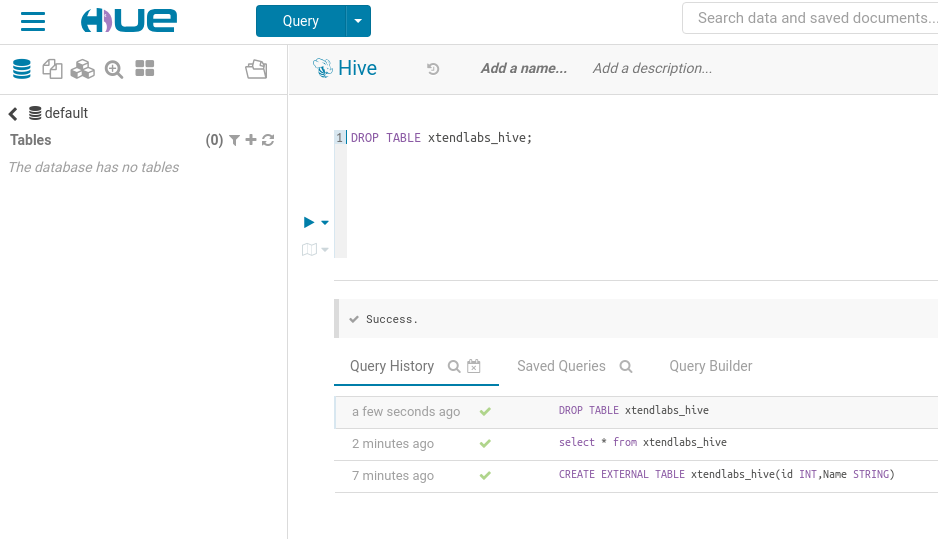 HUE
Query
Search data and saved documents...
Hive
Add a name...
Add a description...
default
Tables (0)
The database has no tables
1 DROP TABLE xtendlabs_hive;
Success.
Query History
Saved Queries
Query Builder
a few seconds ago DROP TABLE xtendlabs_hive
2 minutes ago select * from xtendlabs_hive
7 minutes ago CREATE EXTERNAL TABLE xtendlabs_hive(id INT,Name STRING)